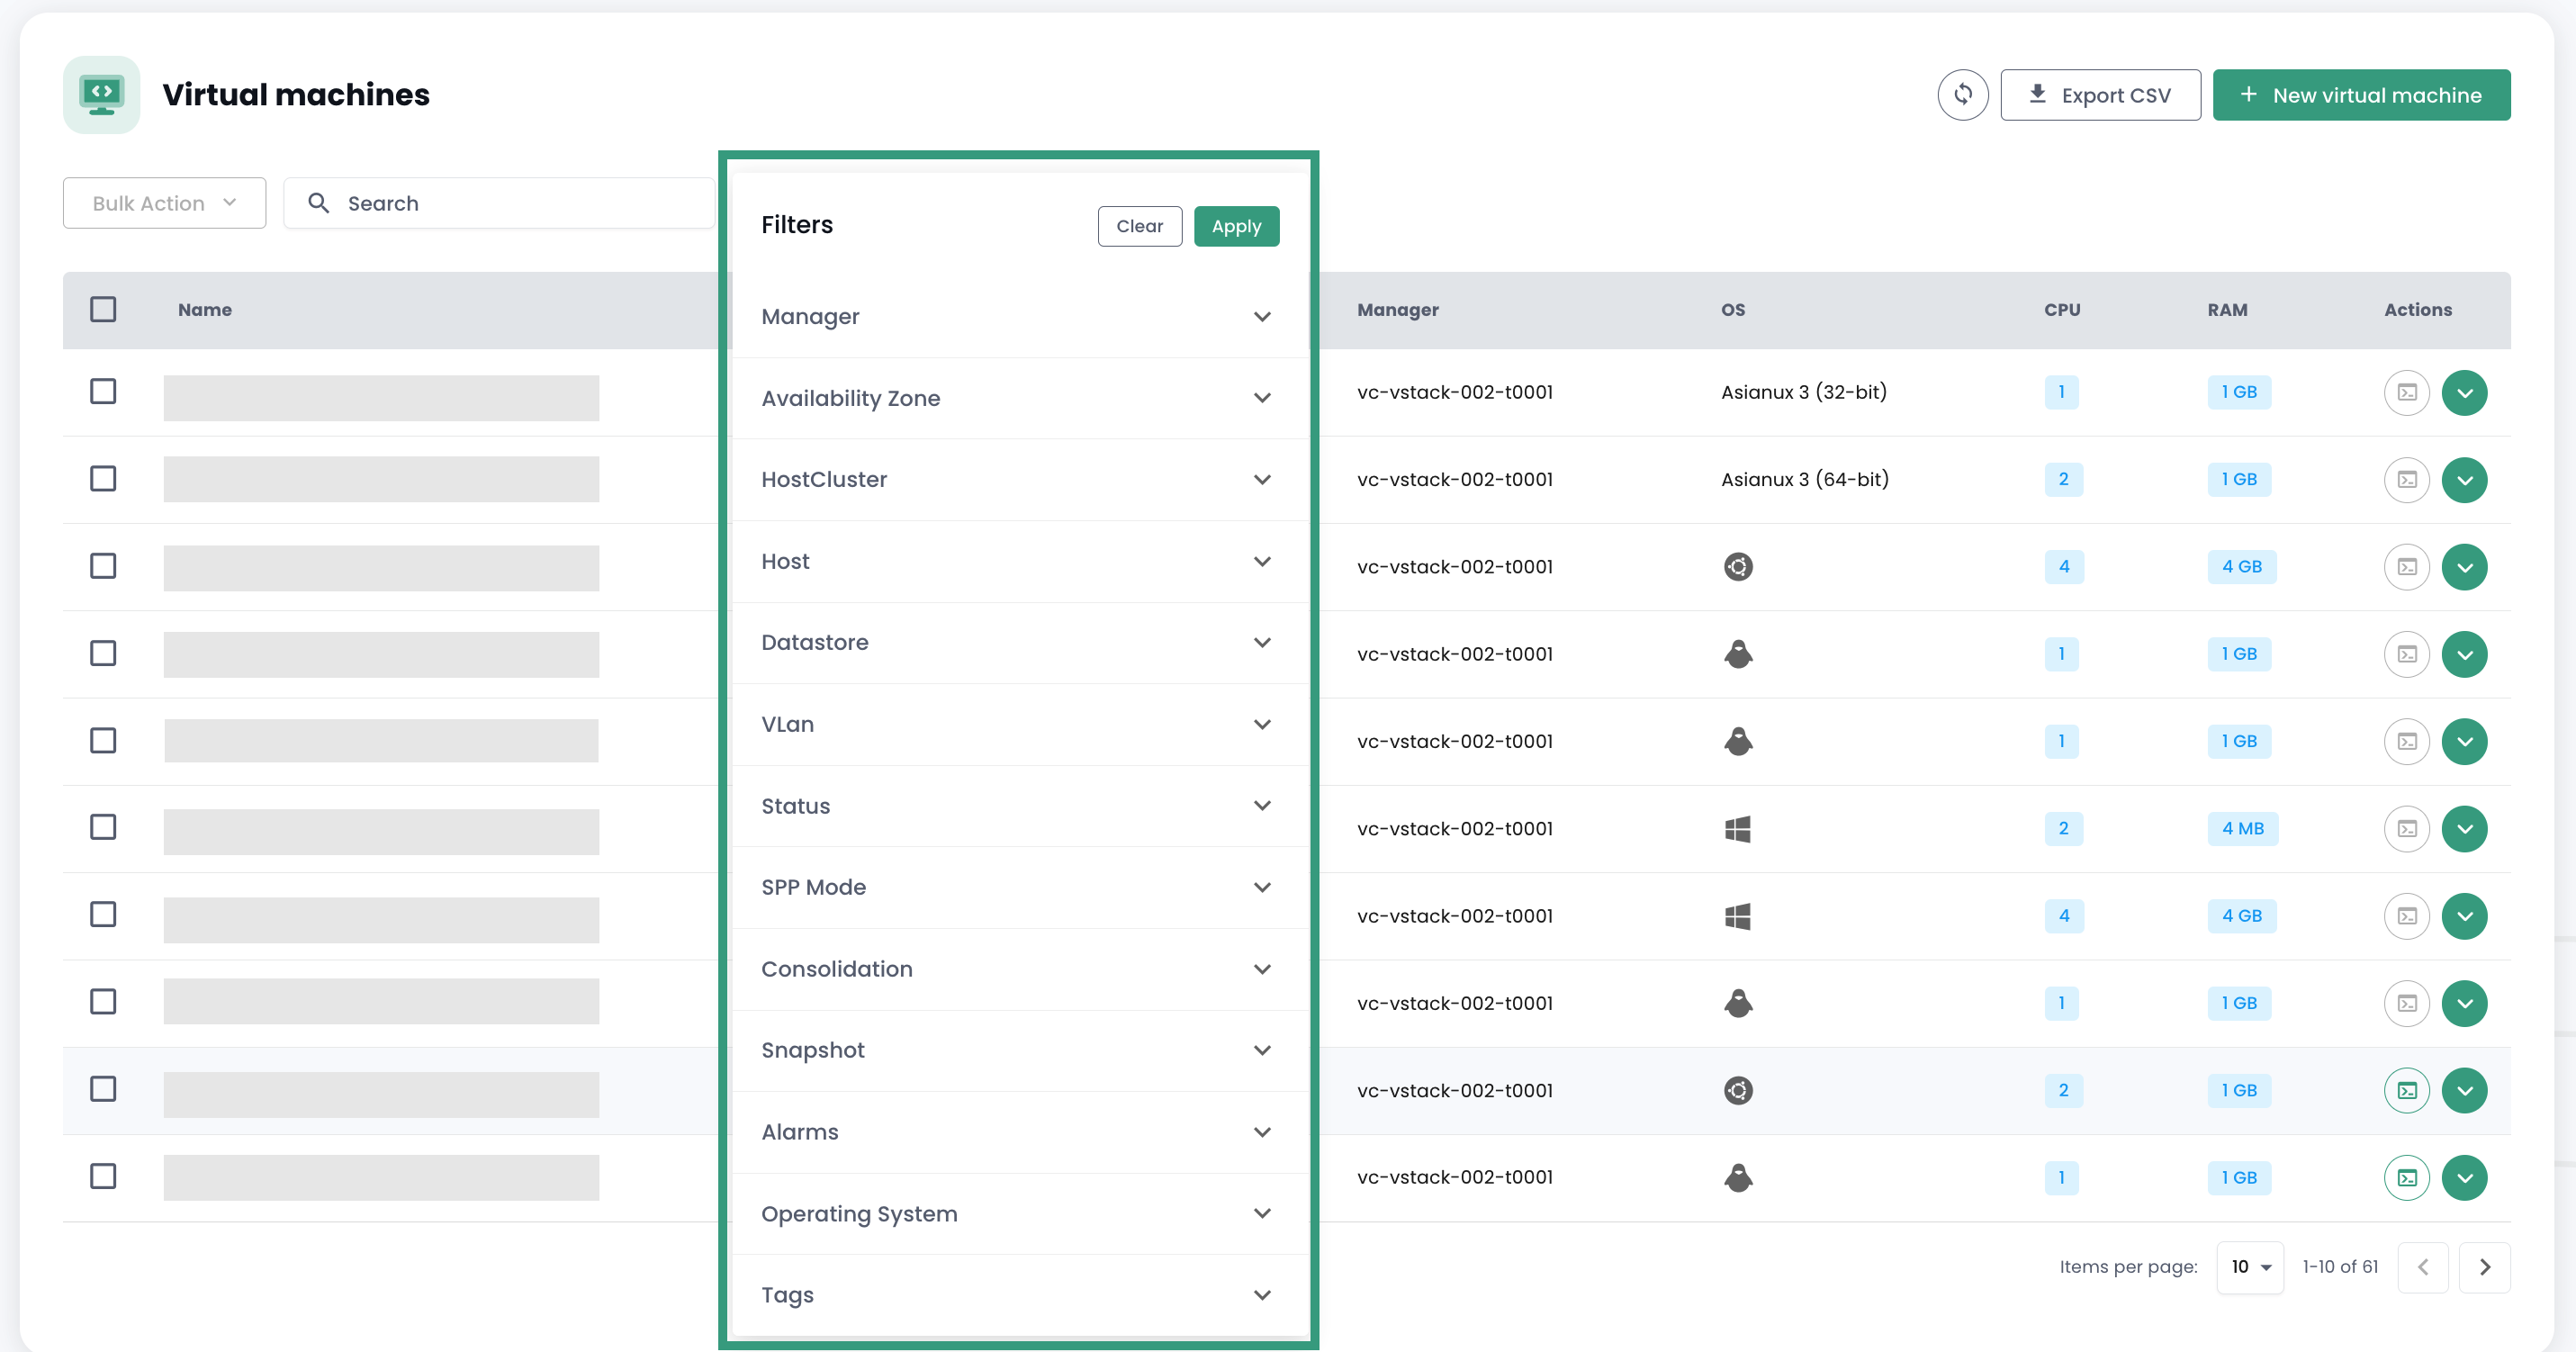 Virtual machines
Export CSV
+ New virtual machine
Bulk Action
Search
Filters
Clear
Apply
Name
Manager
OS
CPU
RAM
Actions
Manager
Availability Zone
HostCluster
Host
Datastore
VLan
Status
SPP Mode
Consolidation
Snapshot
Alarms
Operating System
Tags
vc-vstack-002-t0001 Asianux 3 (32-bit) 1 1 GB
vc-vstack-002-t0001 Asianux 3 (64-bit) 2 1 GB
vc-vstack-002-t0001 4 4 GB
vc-vstack-002-t0001 1 1 GB
vc-vstack-002-t0001 1 1 GB
vc-vstack-002-t0001 2 4 MB
vc-vstack-002-t0001 4 4 GB
vc-vstack-002-t0001 1 1 GB
vc-vstack-002-t0001 2 1 GB
vc-vstack-002-t0001 1 1 GB
Items per page: 10 1-10 of 61